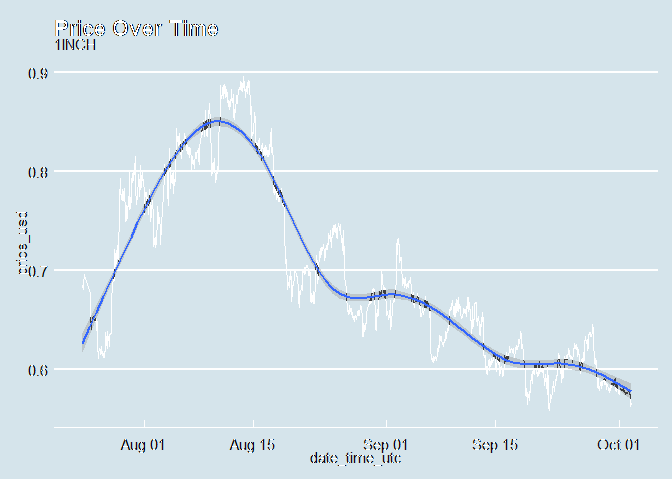 Price Over Time
1INCH
0.9
0.8
0.7
0.6
price_usd
Aug 01 Aug 15 Sep 01 Sep 15 Oct 01
date_time_utc